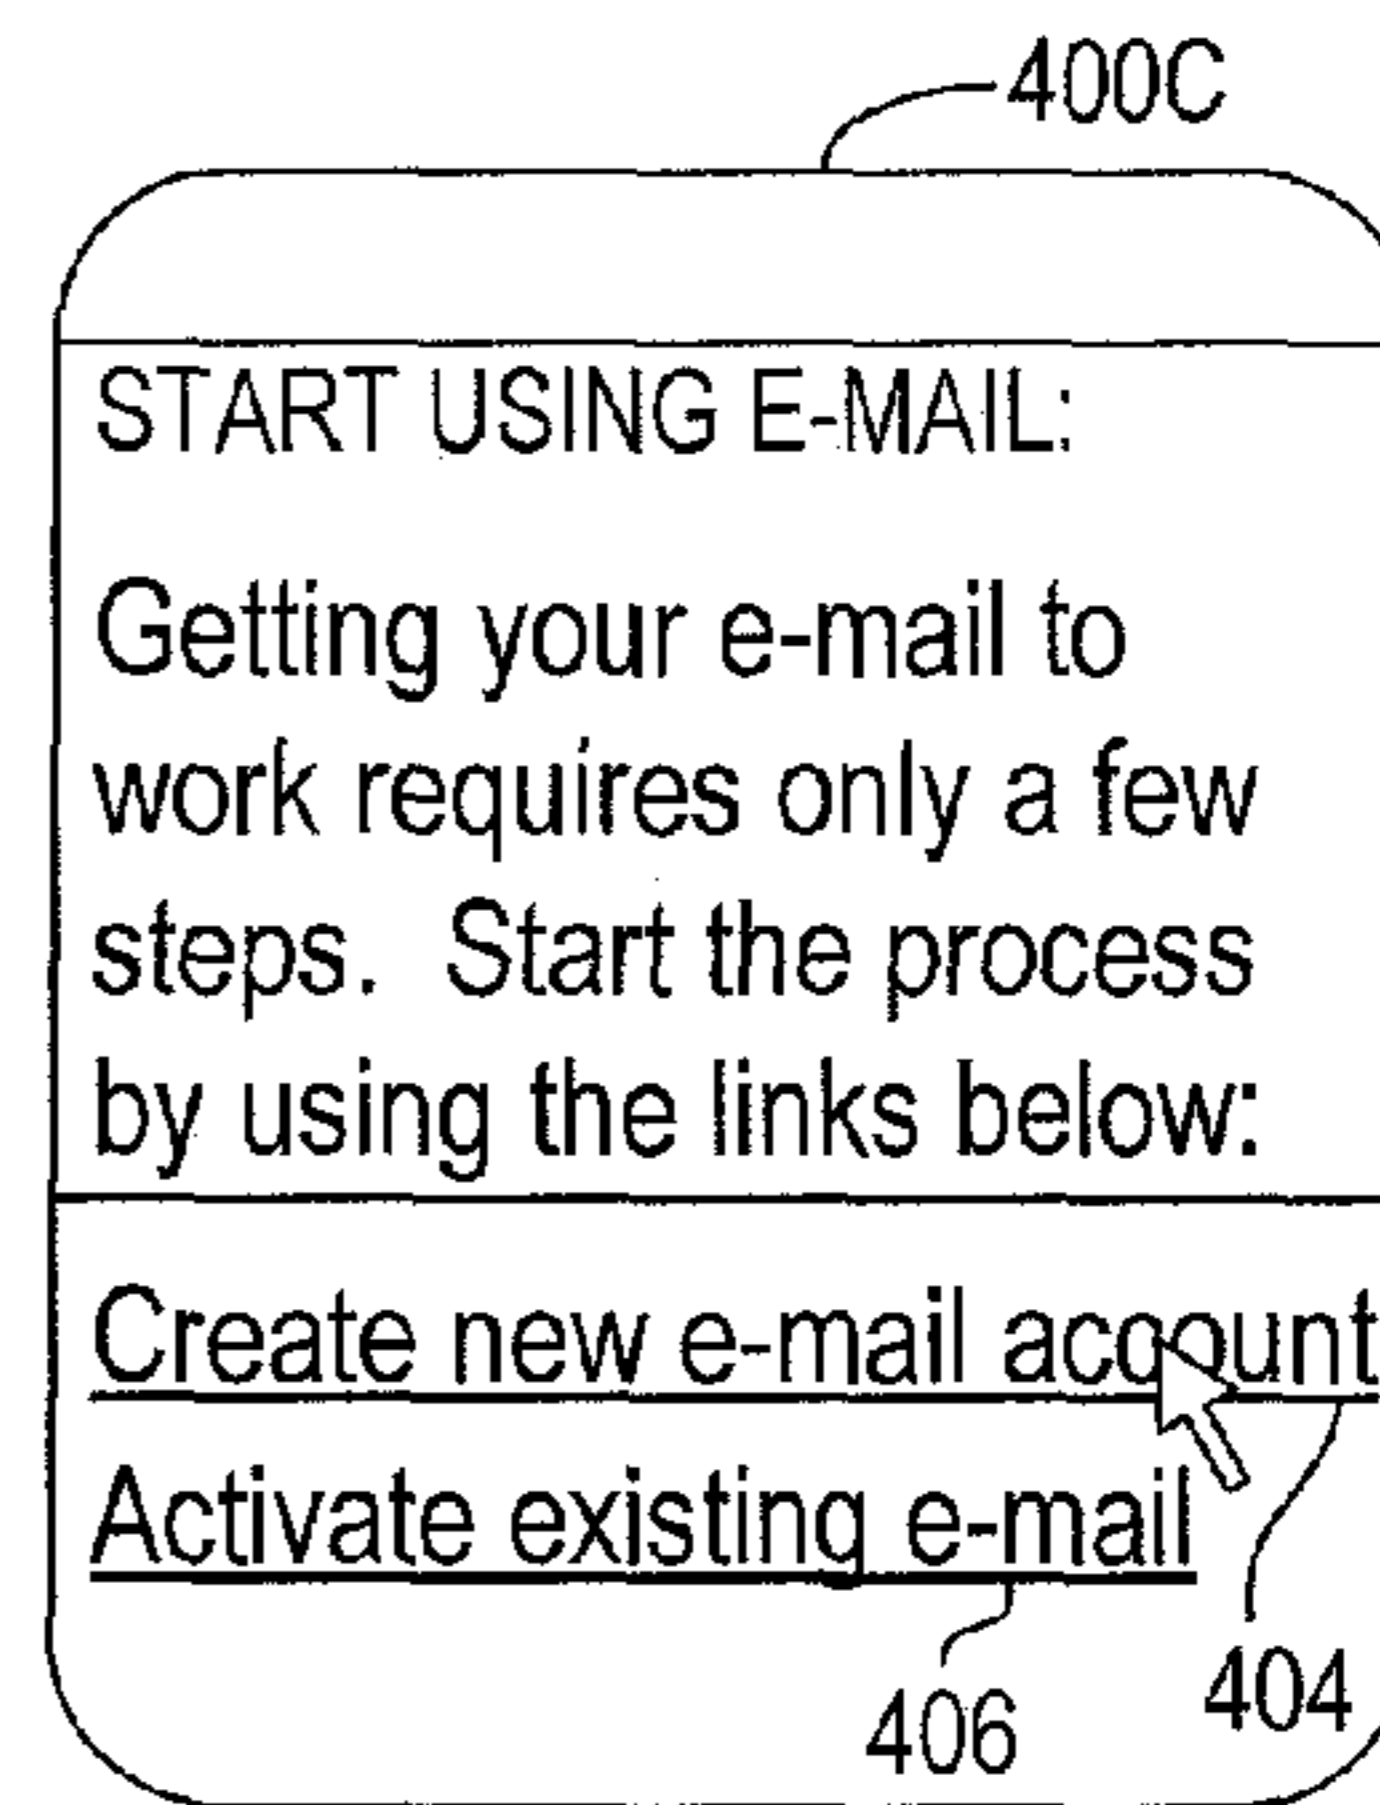 400C
START USING E-MAIL:
Getting your e-mail to
work requires only a few
steps.  Start the process
by using the links below:
Create new e-mail account
Activate existing e-mail
404
406